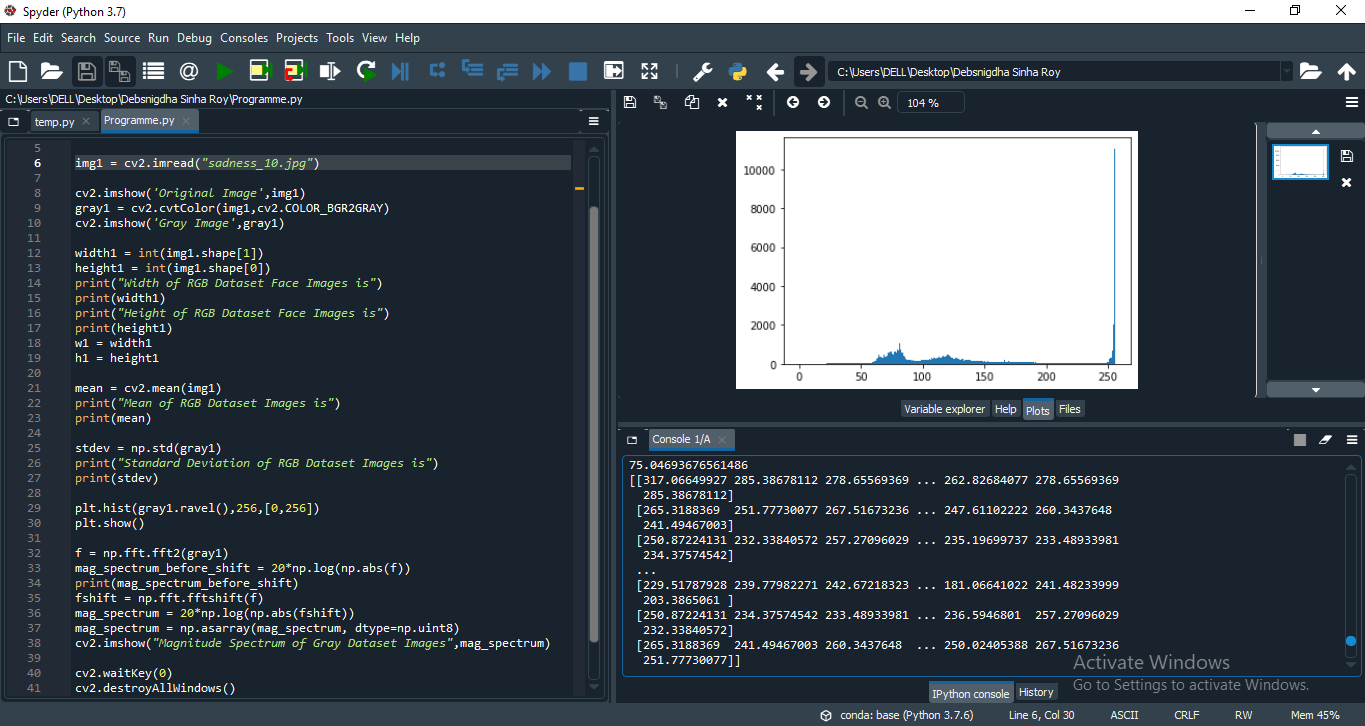 Spyder (Python 3.7)
File Edit Search Source Run Debug Consoles Projects Tools View Help
C:\Users\DELL\Desktop\Debsnigdha Sinha Roy
C:\Users\DELL\Desktop\Debsnigdha Sinha Roy\Programme.py
temp.py Programme.py
5
6 img1 = cv2.imread("sadness_10.jpg")
7
8 cv2.imshow('Original Image',img1)
9 gray1 = cv2.cvtColor(img1,cv2.COLOR_BGR2GRAY)
10 cv2.imshow('Gray Image',gray1)
11
12 width1 = int(img1.shape[1])
13 height1 = int(img1.shape[0])
14 print("Width of RGB Dataset Face Images is")
15 print(width1)
16 print("Height of RGB Dataset Face Images is")
17 print(height1)
18 w1 = width1
19 h1 = height1
20
21 mean = cv2.mean(img1)
22 print("Mean of RGB Dataset Images is")
23 print(mean)
24
25 stdev = np.std(gray1)
26 print("Standard Deviation of RGB Dataset Images is")
27 print(stdev)
28
29 plt.hist(gray1.ravel(),256,[0,256])
30 plt.show()
31
32 f = np.fft.fft2(gray1)
33 mag_spectrum_before_shift = 20*np.log(np.abs(f))
34 print(mag_spectrum_before_shift)
35 fshift = np.fft.fftshift(f)
36 mag_spectrum = 20*np.log(np.abs(fshift))
37 mag_spectrum = np.asarray(mag_spectrum, dtype=np.uint8)
38 cv2.imshow("Magnitude Spectrum of Gray Dataset Images",mag_spectrum)
39
40 cv2.waitKey(0)
41 cv2.destroyAllWindows()
104 %
10000
8000
6000
4000
2000
0
0 50 100 150 200 250
Variable explorer Help Plots Files
Console 1/A
75.04693676561486
[[317.06649927 285.38678112 278.65569369 ... 262.82684077 278.65569369
285.38678112]
[265.3188369 251.77730077 267.51673236 ... 247.61102222 260.3437648
241.49467003]
[250.87224131 232.33840572 257.27096029 ... 235.19699737 233.48933981
234.37574542]
...
[229.51787928 239.77982271 242.67218323 ... 181.06641022 241.48233999
203.3865061 ]
[250.87224131 234.37574542 233.48933981 ... 236.5946801 257.27096029
232.33840572]
[265.3188369 241.49467003 260.3437648 ... 250.02405388 267.51673236
251.77730077]]
Activate Windows
Go to Settings to activate Windows.
IPython console History
conda: base (Python 3.7.6) Line 6, Col 30 ASCII CRLF RW Mem 45%